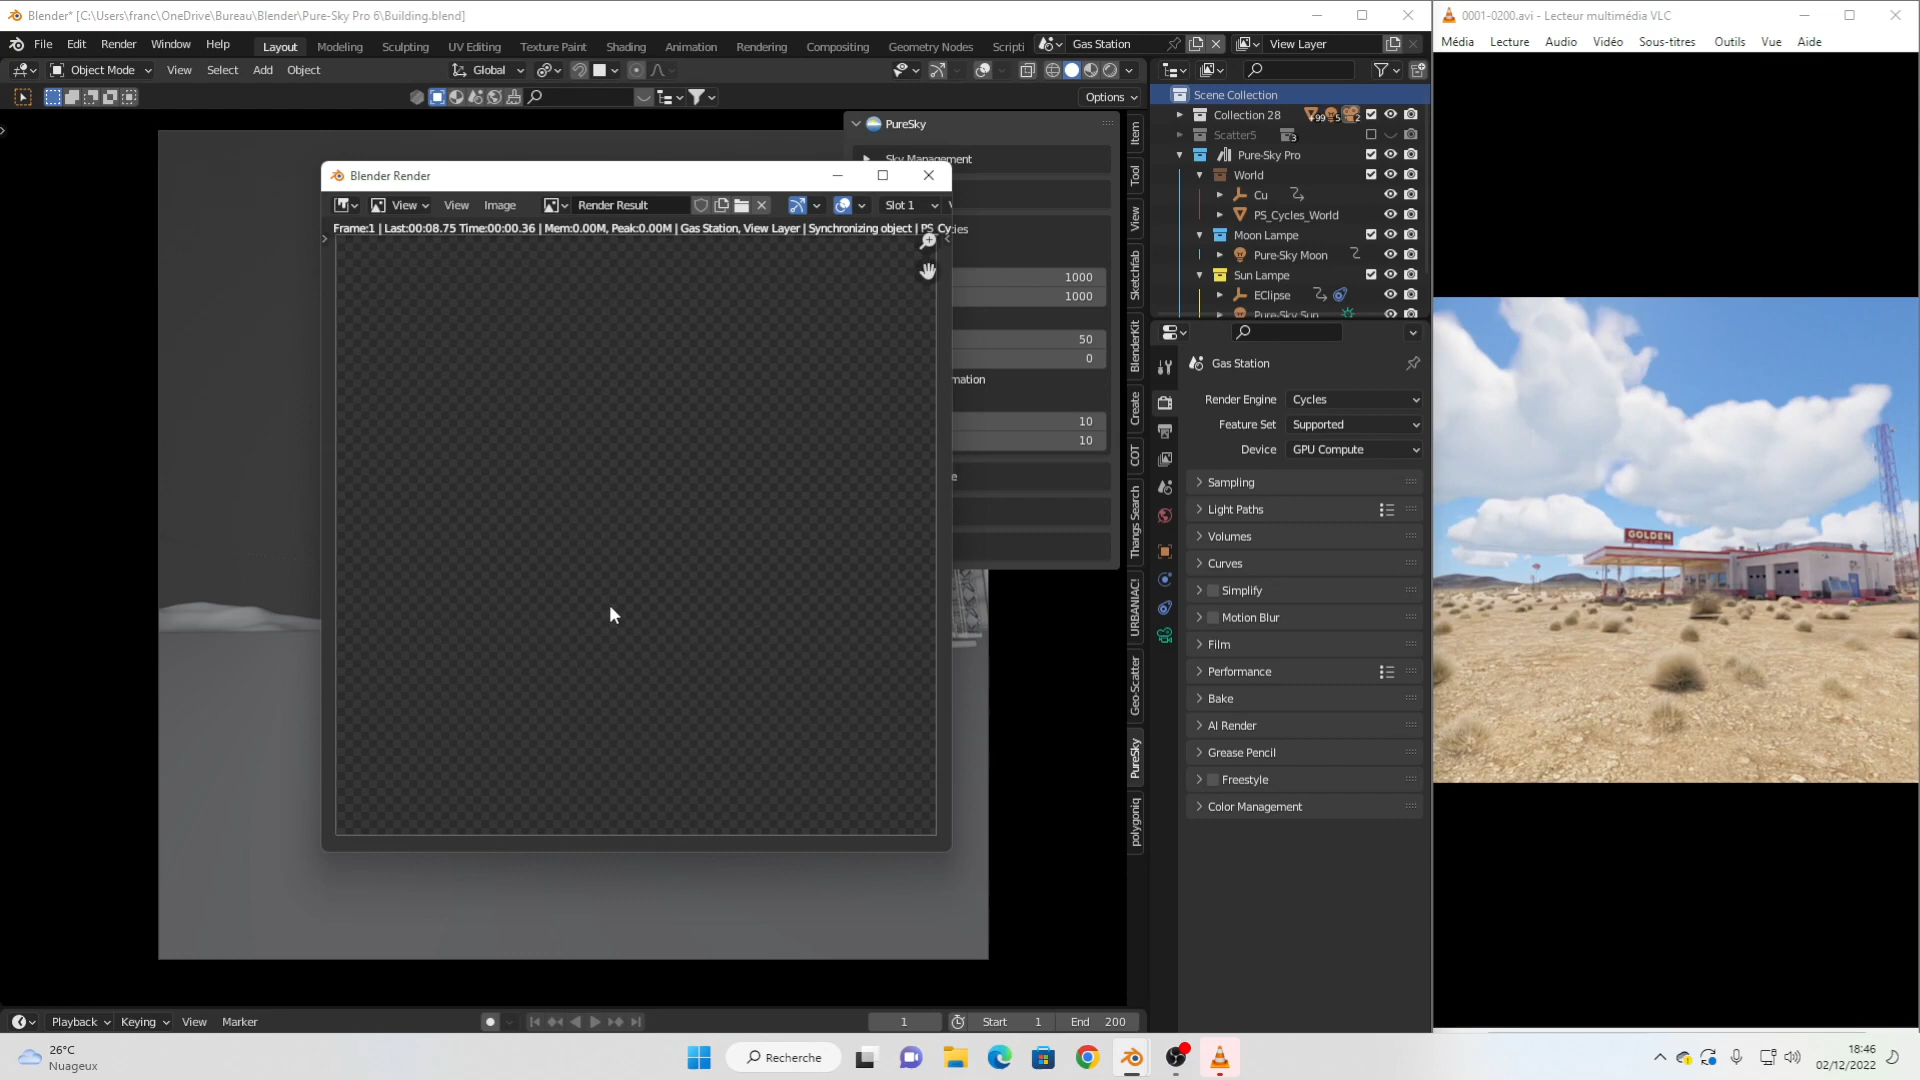 Blender* [C:\Users\franc\OneDrive\Bureau\Blender\Pure-Sky Pro 6\Building.blend]
File Edit Render Window Help Layout Modeling Sculpting UV Editing Texture Paint Shading Animation Rendering Compositing Geometry Nodes Scripti Gas Station View Layer
Object Mode View Select Add Object Global
Options
PureSky
Sky Management
Blender Render
View View Image Render Result Slot 1
Frame:1 | Last:00:08.75 Time:00:00.36 | Mem:0.00M, Peak:0.00M | Gas Station, View Layer | Synchronizing object | PS_Cycles
1000
1000
50
0
mation
10
10
e
Item
Tool
View
Sketchfab
BlenderKit
Create
COT
Thangs Search
URBANIAC!
Geo-Scatter
PureSky
polygoniq
Scene Collection
Collection 28 +99 5 2
Scatter5 3
Pure-Sky Pro
World
Cu
PS_Cycles_World
Moon Lampe
Pure-Sky Moon
Sun Lampe
EClipse
Pure-Sky Sun
Gas Station
Render Engine Cycles
Feature Set Supported
Device GPU Compute
Sampling
Light Paths
Volumes
Curves
Simplify
Motion Blur
Film
Performance
Bake
AI Render
Grease Pencil
Freestyle
Color Management
Playback Keying View Marker 1 Start 1 End 200
0001-0200.avi - Lecteur multimédia VLC
Média Lecture Audio Vidéo Sous-titres Outils Vue Aide
GOLDEN
26°C
Nuageux
Recherche
18:46
02/12/2022